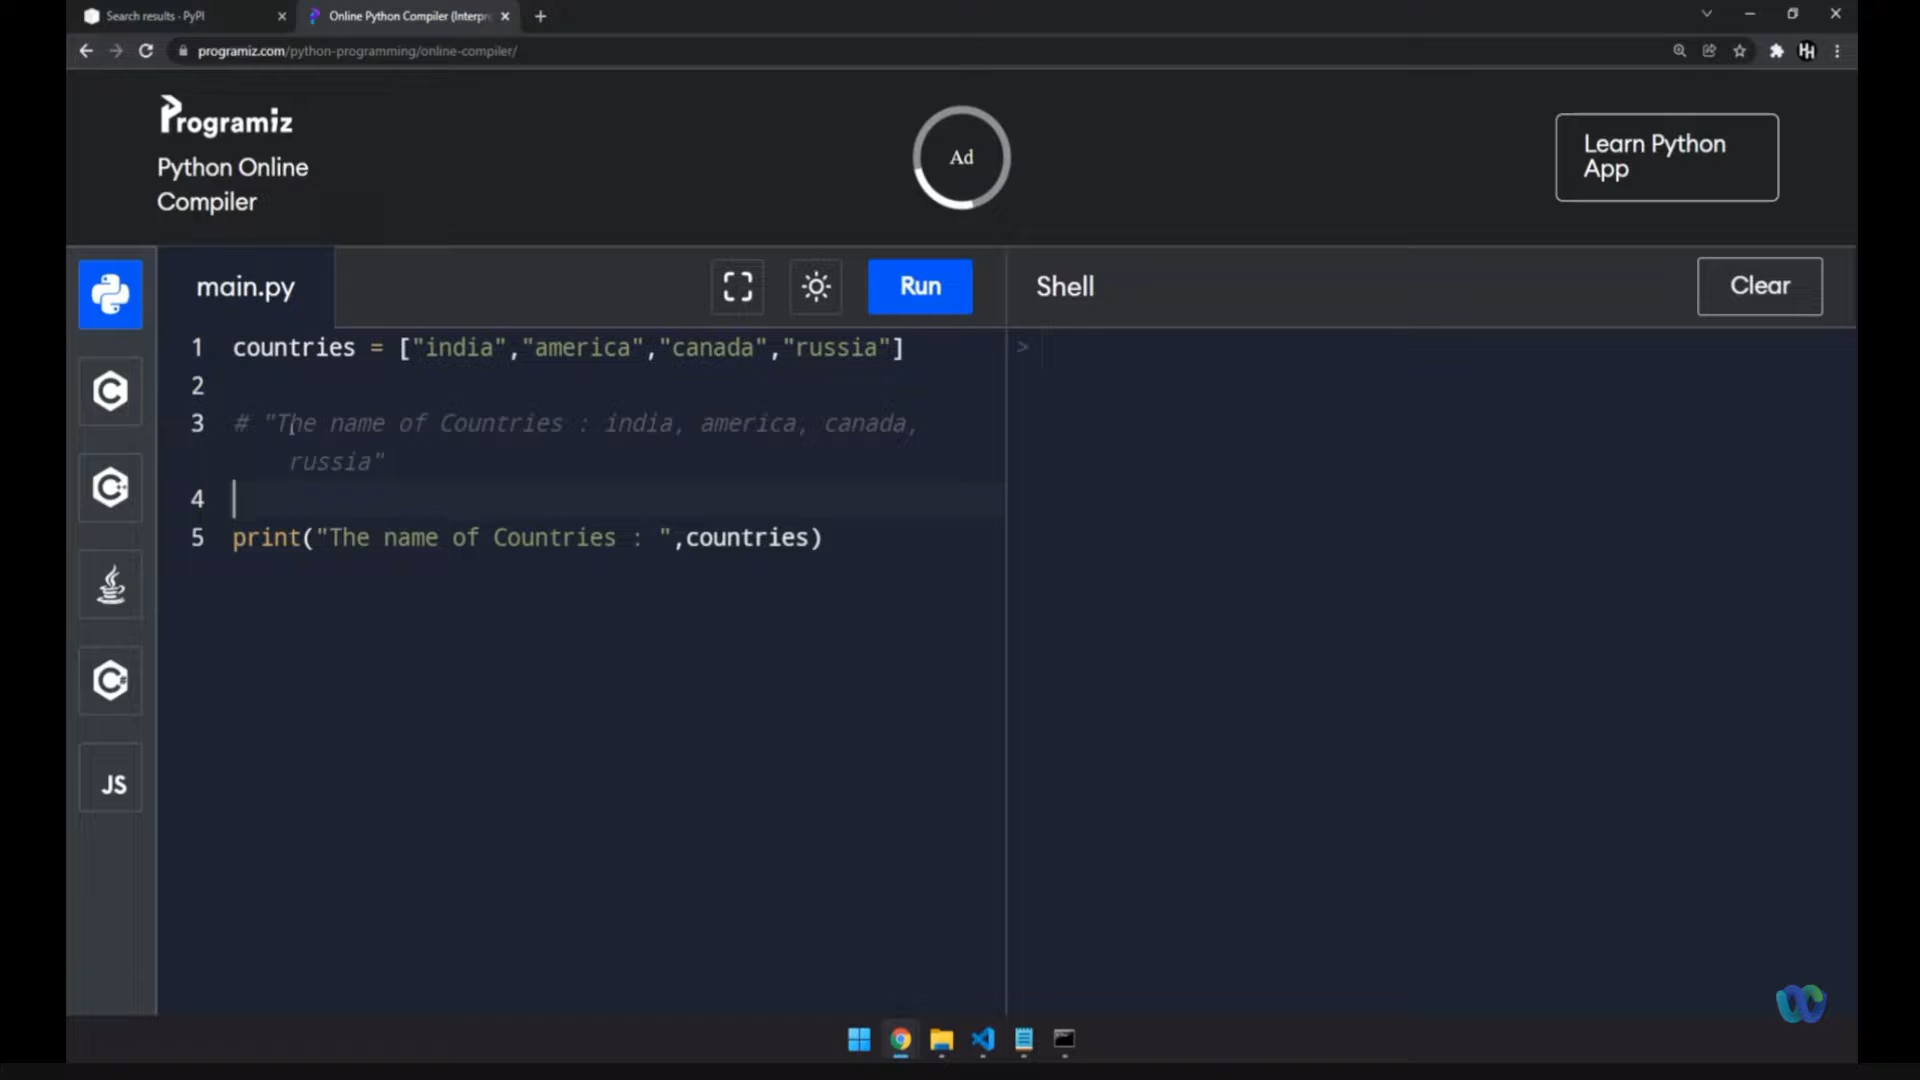 Search results · PyPI
Online Python Compiler (Interpr
programiz.com/python-programming/online-compiler/
Programiz
Python Online
Compiler
Ad
Learn Python
App
main.py
Run
Shell
Clear
1 countries = ["india","america","canada","russia"]
2
3 # "The name of Countries : india, america, canada,
russia"
4
5 print("The name of Countries : ",countries)
>
C
C
C
JS